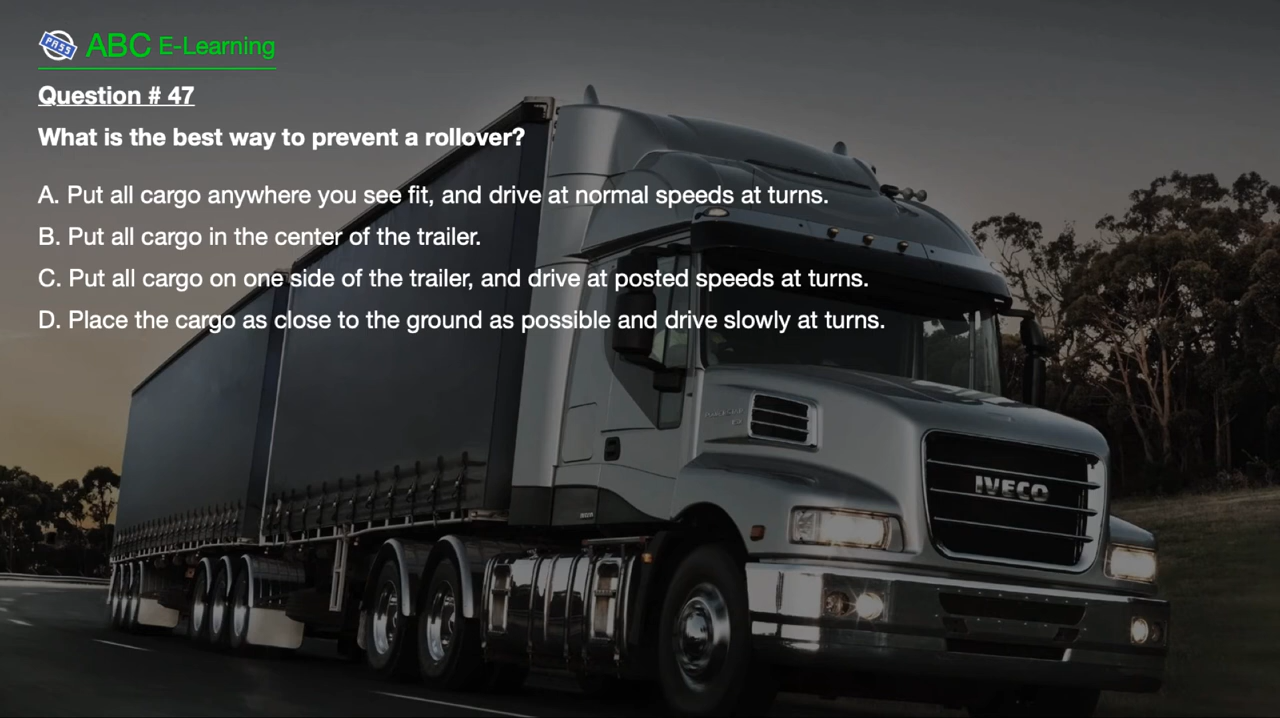 PASS
ABC E-Learning
Question # 47
What is the best way to prevent a rollover?
A. Put all cargo anywhere you see fit, and drive at normal speeds at turns.
B. Put all cargo in the center of the trailer.
C. Put all cargo on one side of the trailer, and drive at posted speeds at turns.
D. Place the cargo as close to the ground as possible and drive slowly at turns.
IVECO